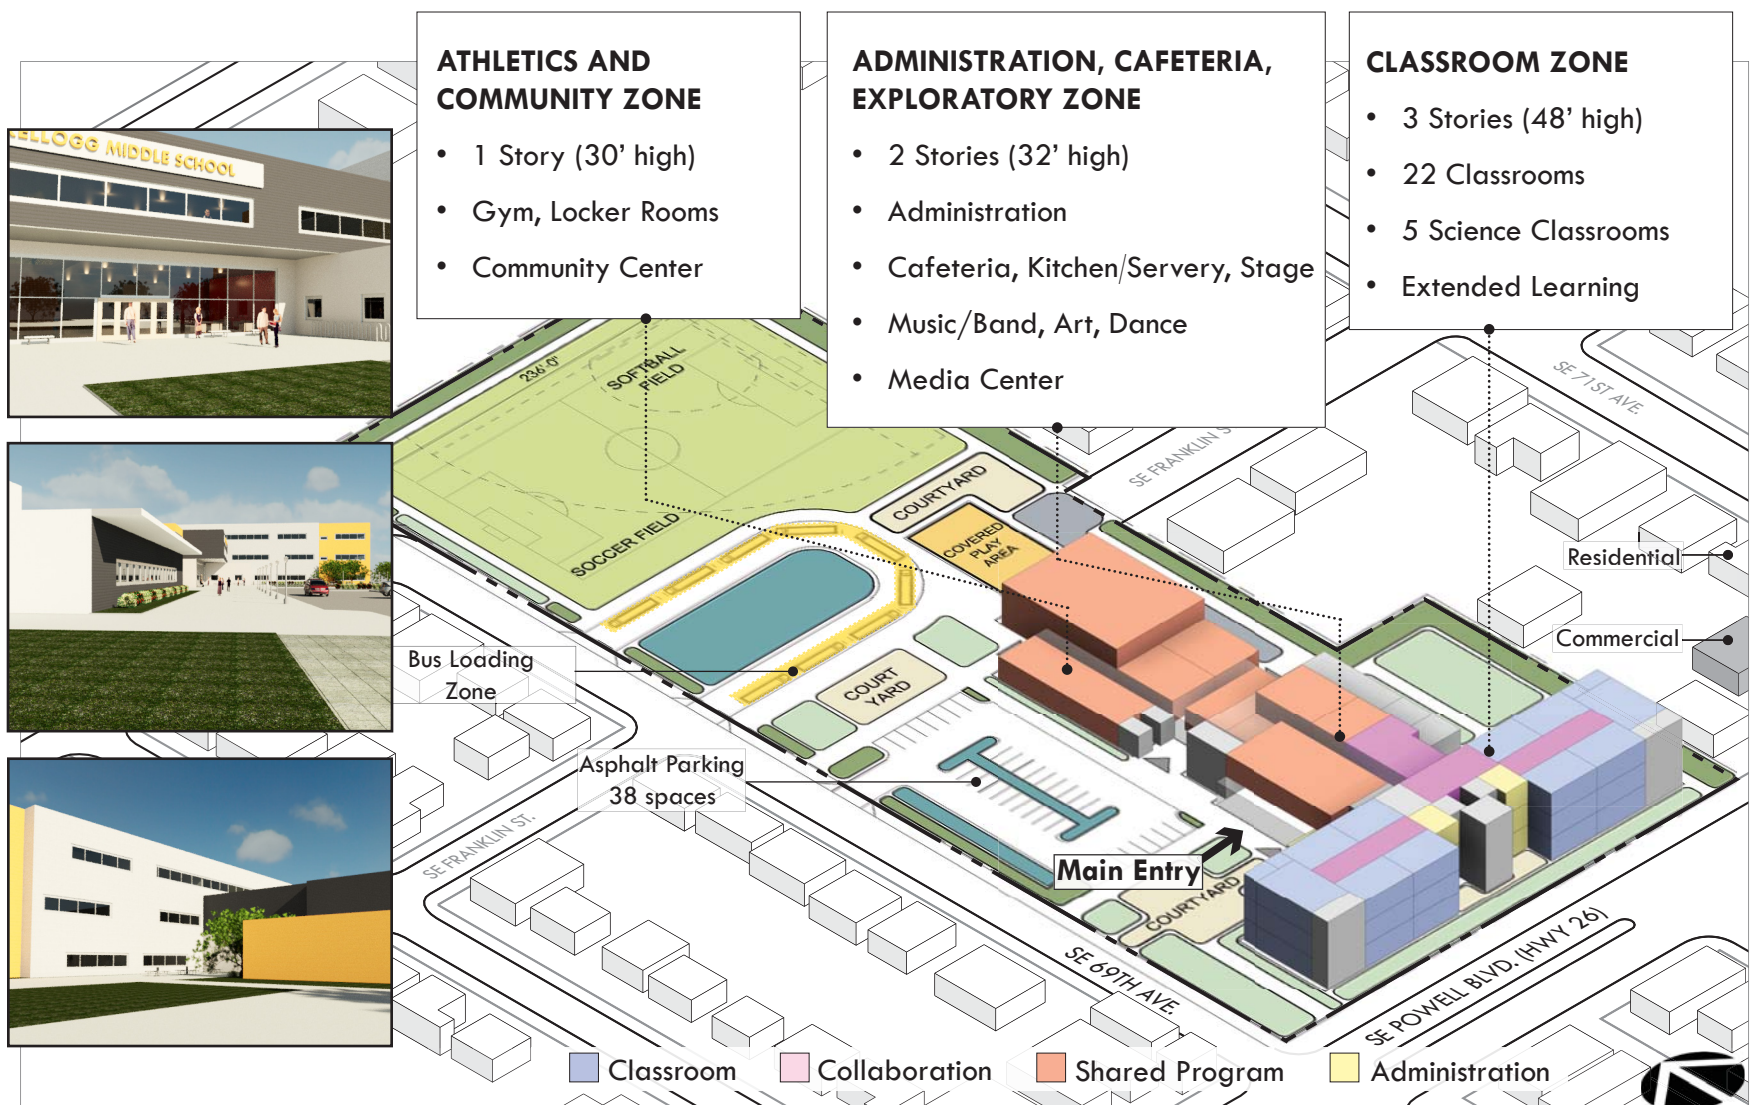 ATHLETICS AND
COMMUNITY ZONE
• 1 Story (30’ high)
• Gym, Locker Rooms
• Community Center
ADMINISTRATION, CAFETERIA,
EXPLORATORY ZONE
• 2 Stories (32’ high)
• Administration
• Cafeteria, Kitchen/Servery, Stage
• Music/Band, Art, Dance
• Media Center
CLASSROOM ZONE
• 3 Stories (48’ high)
• 22 Classrooms
• 5 Science Classrooms
• Extended Learning
KELLOGG MIDDLE SCHOOL
236'-0"
SOFTBALL
FIELD
SOCCER FIELD
COURTYARD
COVERED
PLAY
AREA
SE FRANKLIN S
SE 71ST AVE.
Residential
Commercial
Bus Loading
Zone
COURT
YARD
Asphalt Parking
38 spaces
SE FRANKLIN ST.
Main Entry
COURTYARD
SE 69TH AVE.
SE POWELL BLVD. (HWY 26)
Classroom
Collaboration
Shared Program
Administration